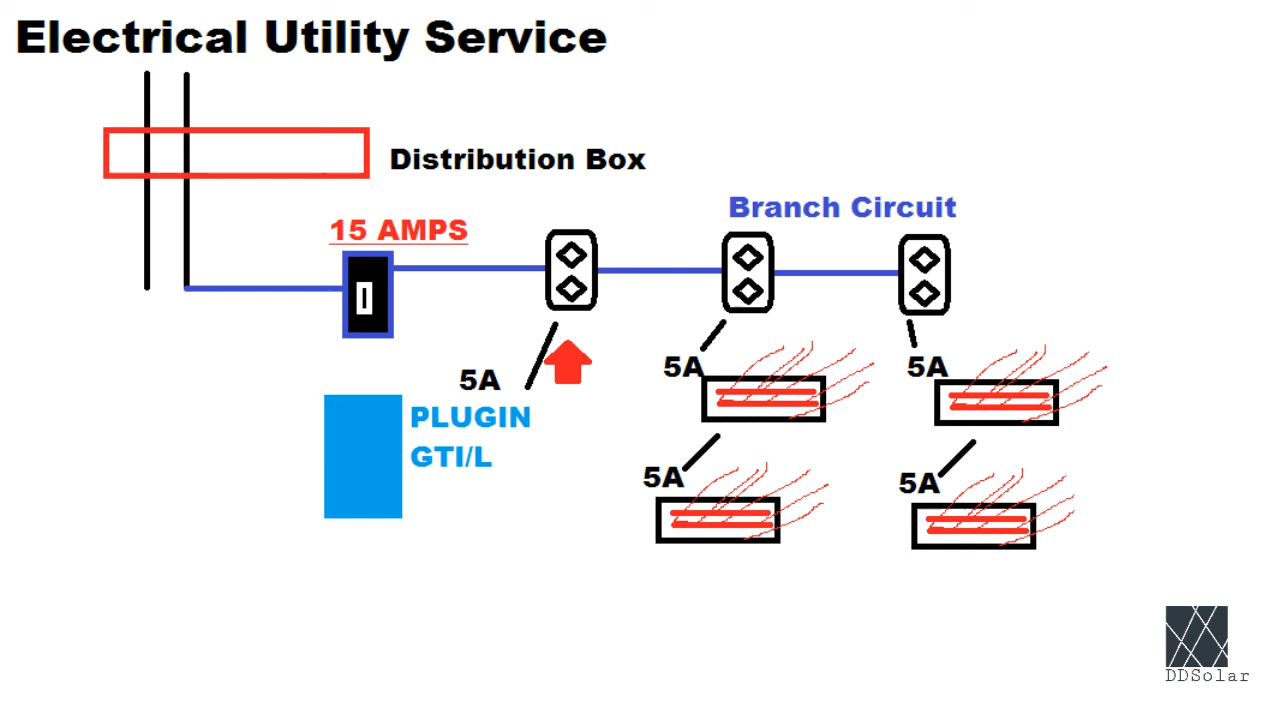 Electrical Utility Service
Distribution Box
Branch Circuit
15 AMPS
5A
5A
5A
PLUGIN
GTI/L
5A
5A
DDSolar